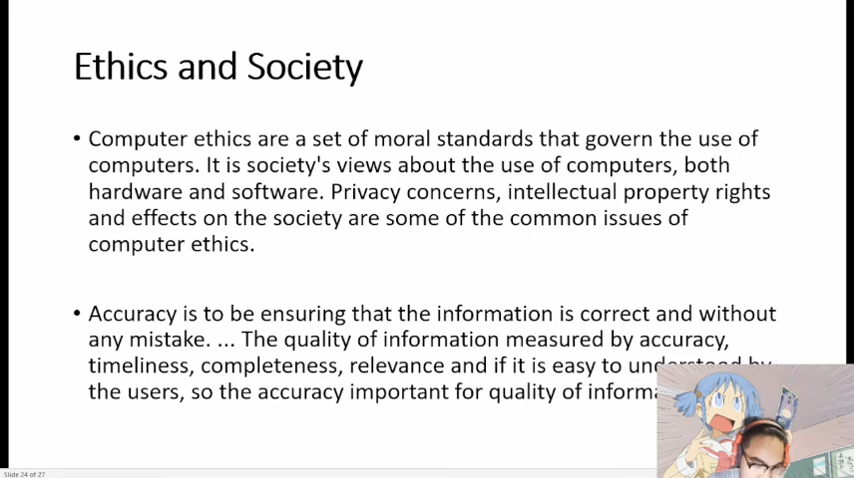 Ethics and Society
• Computer ethics are a set of moral standards that govern the use of
computers. It is society's views about the use of computers, both
hardware and software. Privacy concerns, intellectual property rights
and effects on the society are some of the common issues of
computer ethics.
• Accuracy is to be ensuring that the information is correct and without
any mistake. ... The quality of information measured by accuracy,
timeliness, completeness, relevance and if it is easy to understood by
the users, so the accuracy important for quality of
Slide 24 of 27